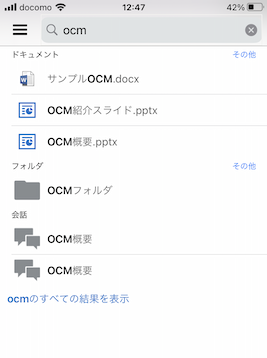 docomo 12:47 42%
ocm
ドキュメント その他
サンプルOCM.docx
OCM紹介スライド.pptx
OCM概要.pptx
フォルダ その他
OCMフォルダ
会話
OCM概要
OCM概要
ocmのすべての結果を表示